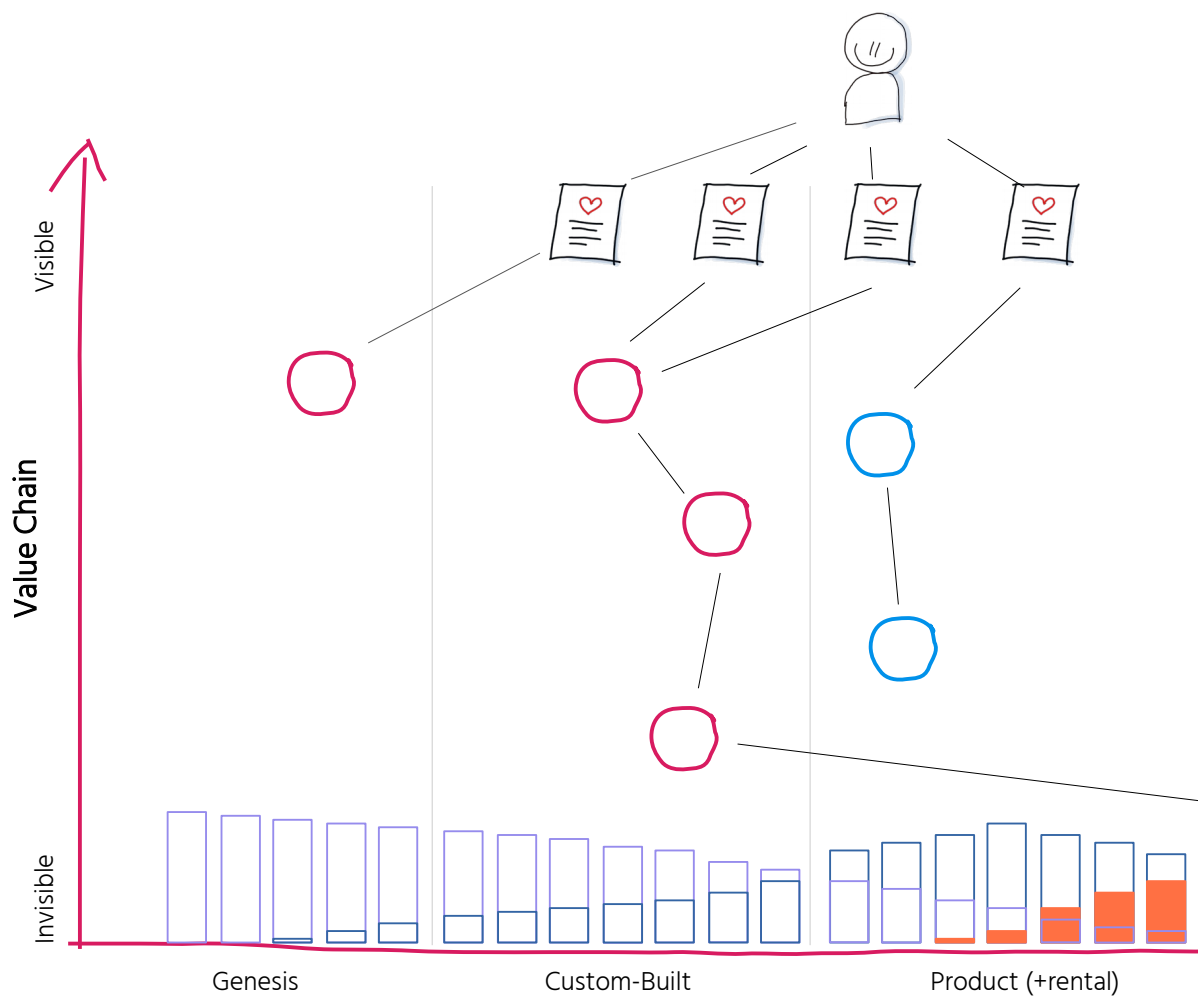 Visible
Value Chain
Invisible
Genesis
Custom-Built
Product (+rental)